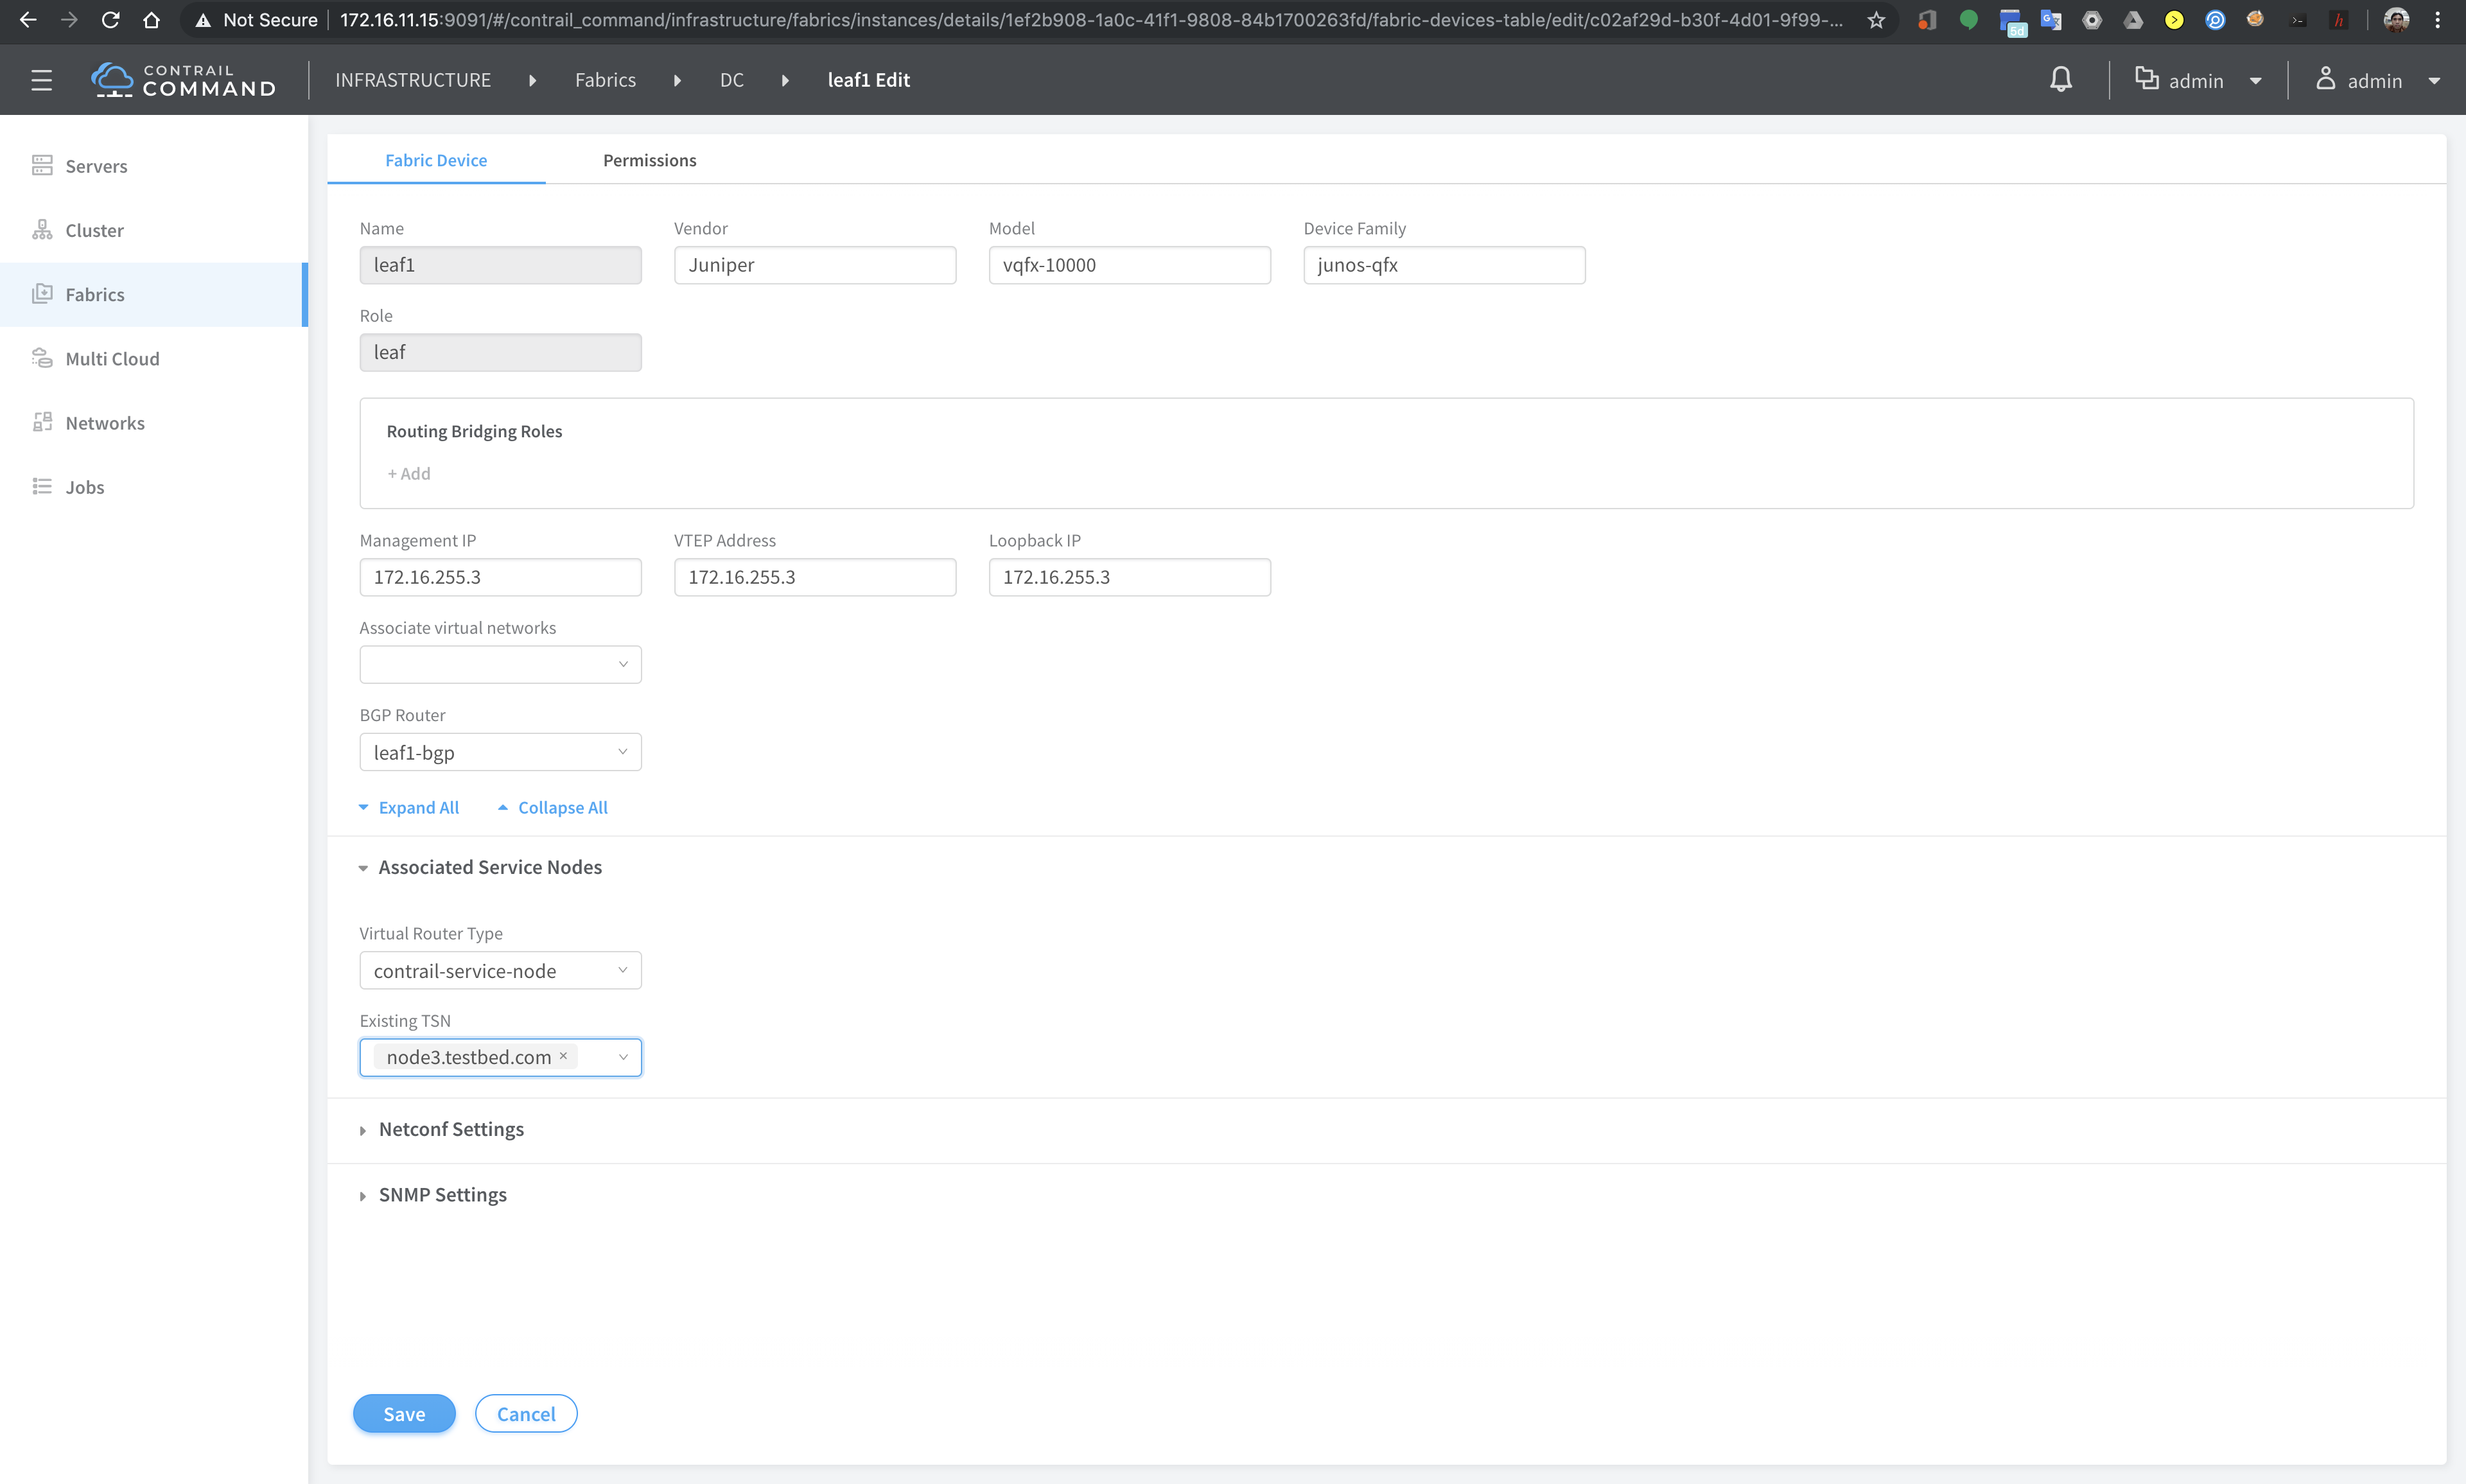 Not Secure 172.16.11.15:9091/#/contrail_command/infrastructure/fabrics/instances/details/1ef2b908-1a0c-41f1-9808-84b1700263fd/fabric-devices-table/edit/c02af29d-b30f-4d01-9f99-...
5d
CONTRAIL
COMMAND
INFRASTRUCTURE Fabrics DC leaf1 Edit
admin admin
Servers
Cluster
Fabrics
Multi Cloud
Networks
Jobs
Fabric Device Permissions
Name Vendor Model Device Family
leaf1 Juniper vqfx-10000 junos-qfx
Role
leaf
Routing Bridging Roles
+ Add
Management IP VTEP Address Loopback IP
172.16.255.3 172.16.255.3 172.16.255.3
Associate virtual networks
BGP Router
leaf1-bgp
Expand All Collapse All
Associated Service Nodes
Virtual Router Type
contrail-service-node
Existing TSN
node3.testbed.com ×
Netconf Settings
SNMP Settings
Save Cancel